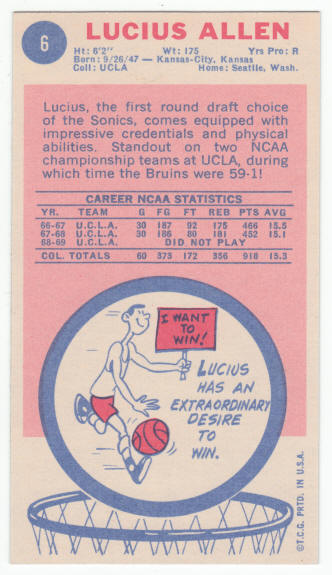 6
LUCIUS ALLEN
Ht: 6'2" Wt: 175 Yrs Pro: R
Born: 9/26/47 — Kansas-City, Kansas
Coll: UCLA Home: Seattle, Wash.
Lucius, the first round draft choice
of the Sonics, comes equipped with
impressive credentials and physical
abilities. Standout on two NCAA
championship teams at UCLA, during
which time the Bruins were 59-1!
CAREER NCAA STATISTICS
YR. TEAM G FG FT REB PTS AVG
66-67 U.C.L.A. 30 187 92 175 466 15.5
67-68 U.C.L.A. 30 186 80 181 452 15.1
68-69 U.C.L.A. DID NOT PLAY
COL. TOTALS 60 373 172 356 918 15.3
I WANT
TO
WIN!
LUCIUS
HAS AN
EXTRAORDINARY
DESIRE
TO
WIN.
©T.C.G. PRTD. IN U.S.A.